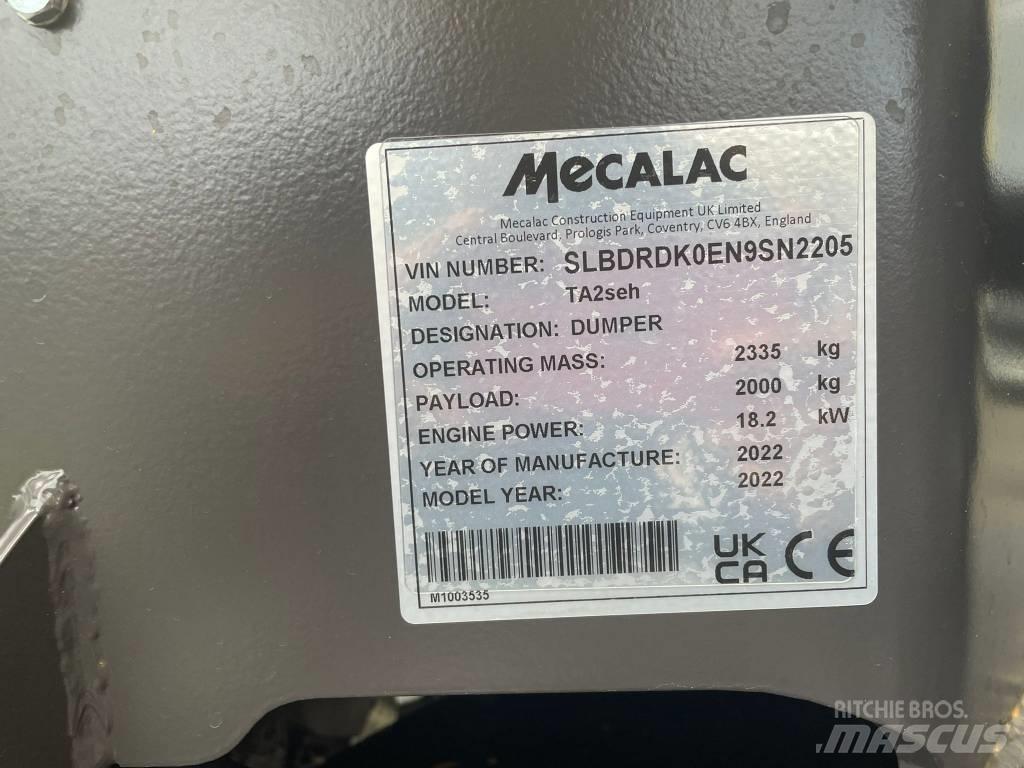 MeCALAC
Mecalac Construction Equipment UK Limited
Central Boulevard, Prologis Park, Coventry, CV6 4BX, England
VIN NUMBER: SLBDRDK0EN9SN2205
MODEL: TA2seh
DESIGNATION: DUMPER
OPERATING MASS: 2335 kg
PAYLOAD: 2000 kg
ENGINE POWER: 18.2 kW
YEAR OF MANUFACTURE: 2022
MODEL YEAR: 2022
UK
CA CE
M1003535
RITCHIE BROS.
MASCUS